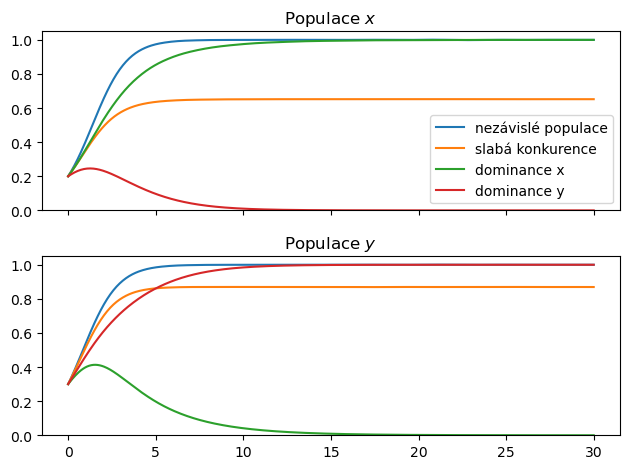 Populace x
1.0
0.8
0.6
0.4
0.2
0.0
nezávislé populace
slabá konkurence
dominance x
dominance y
Populace y
1.0
0.8
0.6
0.4
0.2
0.0
0 5 10 15 20 25 30